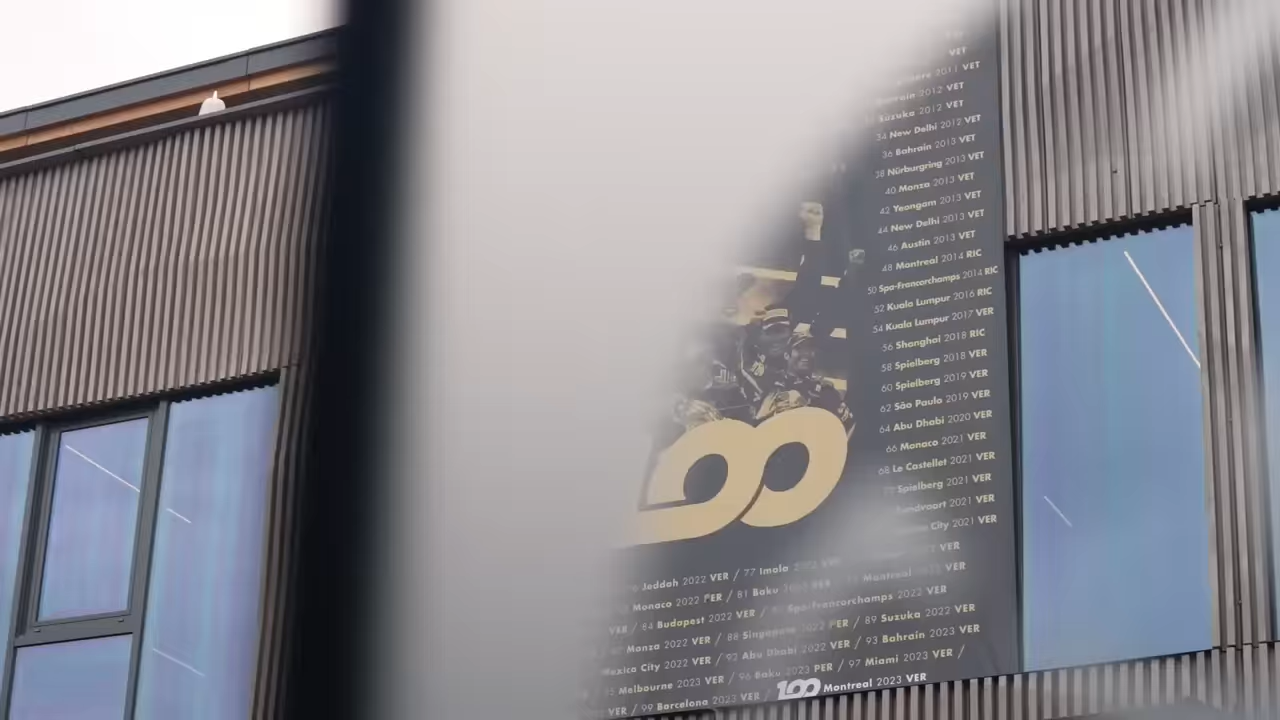 VET
2011 VET
2012 VET
Suzuka 2012 VET
34 New Delhi 2012 VET
36 Bahrain 2013 VET
38 Nürburgring 2013 VET
40 Monza 2013 VET
42 Yeongam 2013 VET
44 New Delhi 2013 VET
46 Austin 2013 VET
48 Montreal 2014 RIC
50 Spa-Francorchamps 2014 RIC
52 Kuala Lumpur 2016 RIC
54 Kuala Lumpur 2017 VER
56 Shanghai 2018 RIC
58 Spielberg 2018 VER
60 Spielberg 2019 VER
62 São Paulo 2019 VER
64 Abu Dhabi 2020 VER
66 Monaco 2021 VER
68 Le Castellet 2021 VER
Spielberg 2021 VER
2021 VER
City 2021 VER
100
Jeddah 2022 VER / 77 Imola VER
Monaco 2022 PER / 81 Baku VER Montreal VER
VER / 84 Budapest 2022 VER / Spa-Francorchamps 2022 VER
Monza 2022 VER / 88 Singapore 2022 PER / 89 Suzuka 2022 VER
Mexico City 2022 VER / 92 Abu Dhabi 2022 VER / 93 Bahrain 2023 VER
Melbourne 2023 VER / 96 Baku 2023 PER / 97 Miami 2023 VER /
VER / 99 Barcelona 2023 VER / 100 Montreal 2023 VER